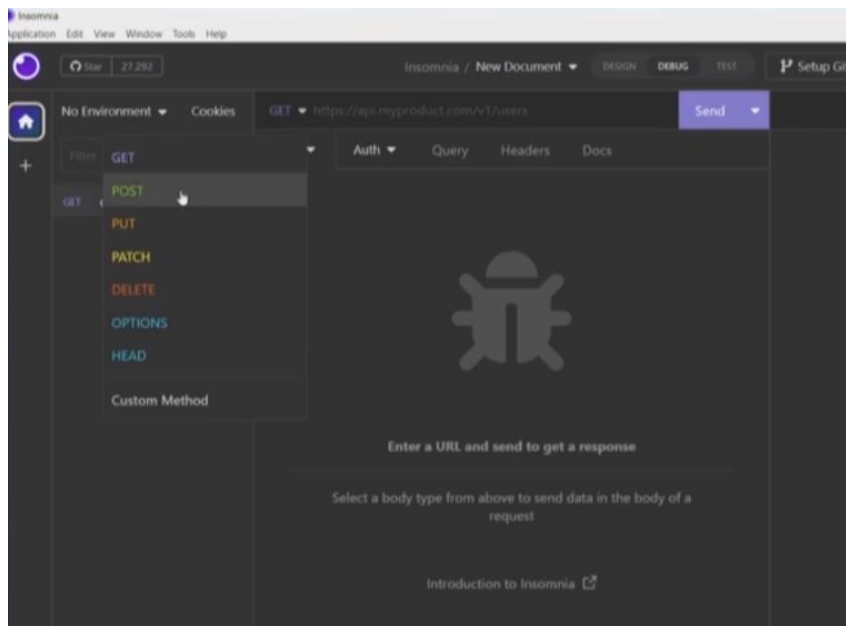 Insomnia
Application Edit View Window Tools Help
Star 27.292
Insomnia / New Document
DESIGN DEBUG TEST
Setup Gi
No Environment
Cookies
GET https://api.myproduct.com/v1/users
Send
Filter
Auth Query Headers Docs
GET
GET
POST
PUT
PATCH
DELETE
OPTIONS
HEAD
Custom Method
Enter a URL and send to get a response
Select a body type from above to send data in the body of a
request
Introduction to Insomnia